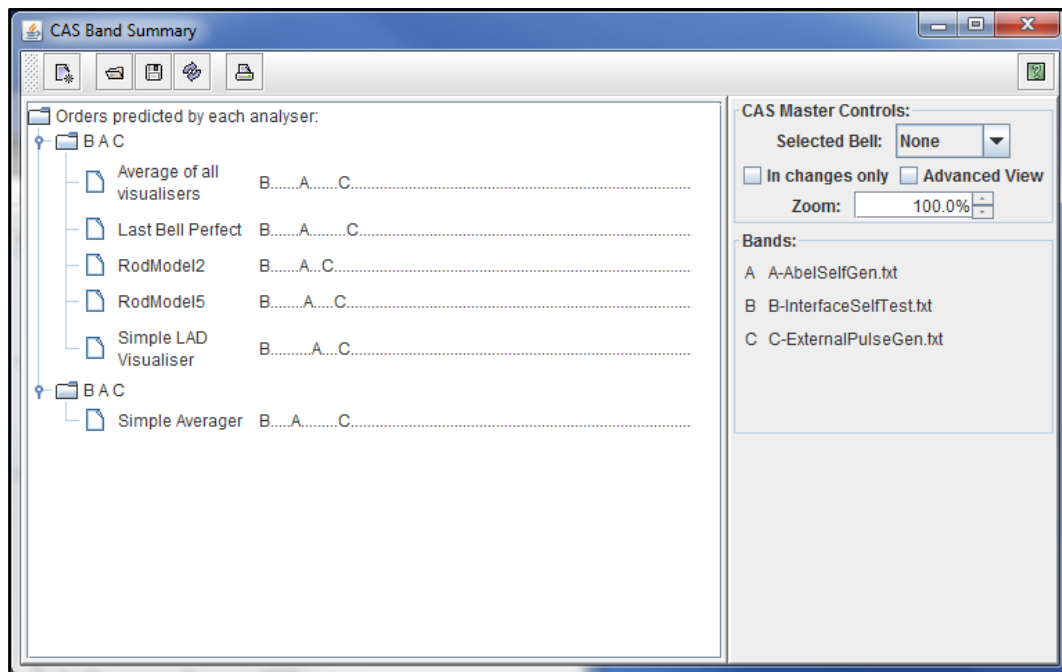 CAS Band Summary
Orders predicted by each analyser:
B A C
Average of all
visualisers
B......A......C.....................................................................................
Last Bell Perfect B......A.........C...................................................................................
RodModel2 B.......A...C.......................................................................................
RodModel5 B........A....C...................................................................................
Simple LAD
Visualiser
B..........A....C...................................................................................
B A C
Simple Averager B.....A.........C...................................................................................
CAS Master Controls:
Selected Bell: None
In changes only Advanced View
Zoom: 100.0%
Bands:
A A-AbelSelfGen.txt
B B-InterfaceSelfTest.txt
C C-ExternalPulseGen.txt